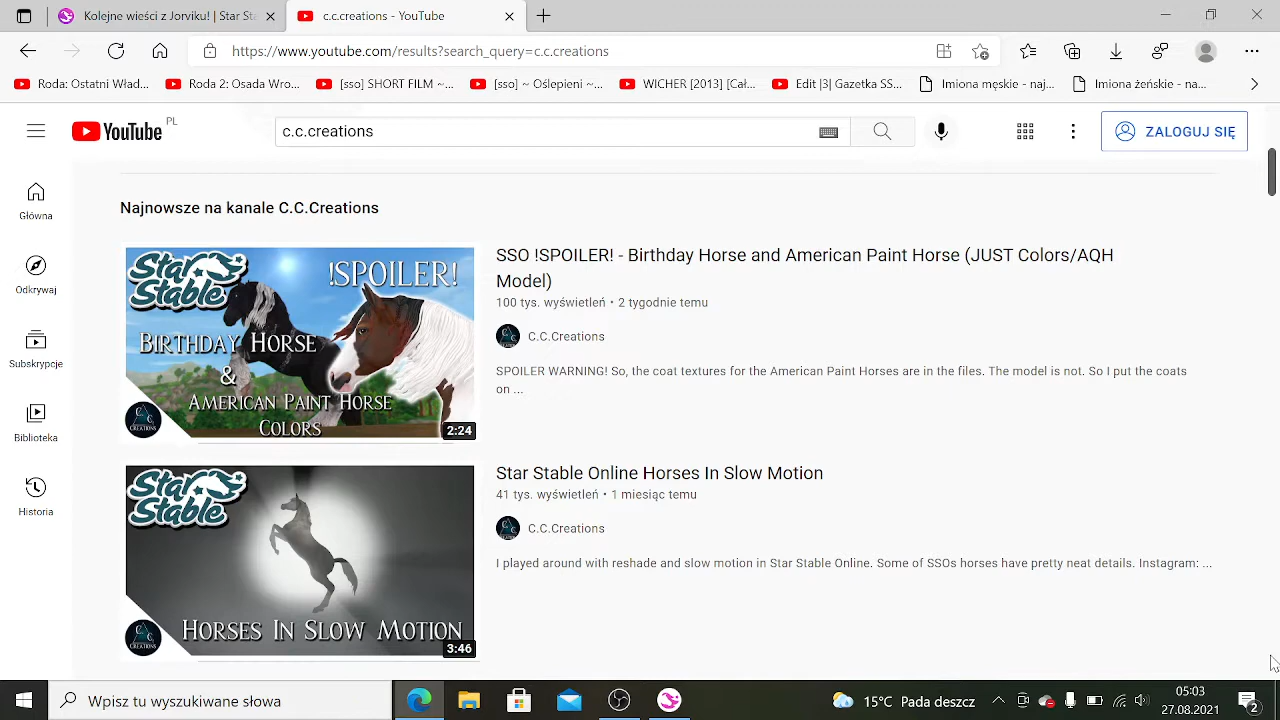 Kolejne wieści z Jorviku! | Star Sta
c.c.creations - YouTube
https://www.youtube.com/results?search_query=c.c.creations
Roda: Ostatni Wład...
Roda 2: Osada Wrono...
[sso] SHORT FILM ~...
[sso] ~ Oślepieni ~...
WICHER [2013] [Cał...
Edit |3| Gazetka SS...
Imiona męskie - naj...
Imiona żeńskie - na...
YouTube PL
c.c.creations
ZALOGUJ SIĘ
Główna
Odkrywaj
Subskrypcje
Biblioteka
Historia
Najnowsze na kanale C.C.Creations
Star Stable
!SPOILER!
BIRTHDAY HORSE
&
AMERICAN PAINT HORSE
COLORS
C C
CREATIONS
2:24
SSO !SPOILER! - Birthday Horse and American Paint Horse (JUST Colors/AQH
Model)
100 tys. wyświetleń • 2 tygodnie temu
C.C.Creations
SPOILER WARNING! So, the coat textures for the American Paint Horses are in the files. The model is not. So I put the coats
on ...
Star Stable
HORSES IN SLOW MOTION
C C
CREATIONS
3:46
Star Stable Online Horses In Slow Motion
41 tys. wyświetleń • 1 miesiąc temu
C.C.Creations
I played around with reshade and slow motion in Star Stable Online. Some of SSOs horses have pretty neat details. Instagram: ...
Wpisz tu wyszukiwane słowa
15°C Pada deszcz
05:03
27.08.2021
2